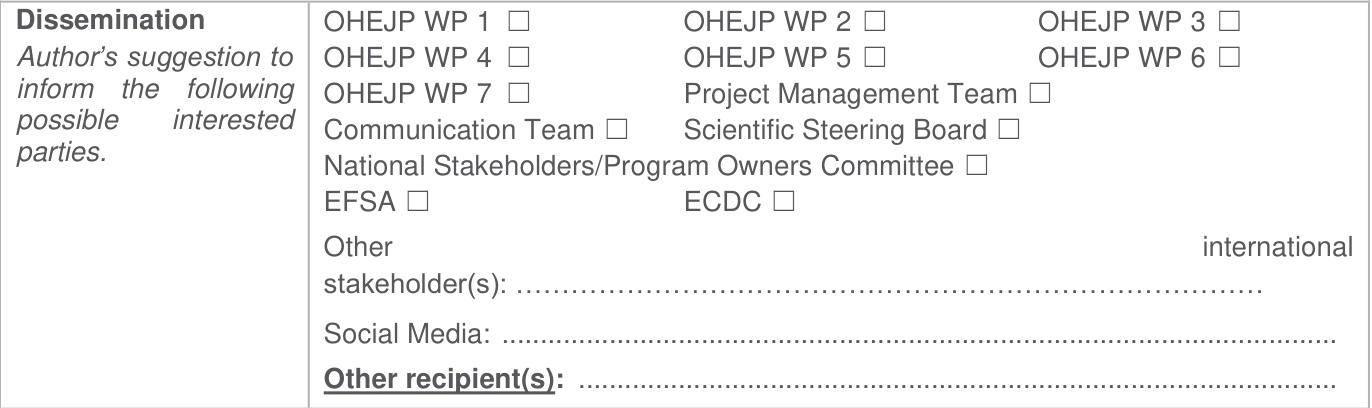 Dissemination
Author's suggestion to
inform the following
possible interested
parties.
OHEJP WP 1 ☐ OHEJP WP 2 ☐ OHEJP WP 3 ☐
OHEJP WP 4 ☐ OHEJP WP 5 ☐ OHEJP WP 6 ☐
OHEJP WP 7 ☐ Project Management Team ☐
Communication Team ☐ Scientific Steering Board ☐
National Stakeholders/Program Owners Committee ☐
EFSA ☐ ECDC ☐
Other international
stakeholder(s): ………………………………………………………………………
Social Media: .....................................................................................
Other recipient(s): .............................................................................